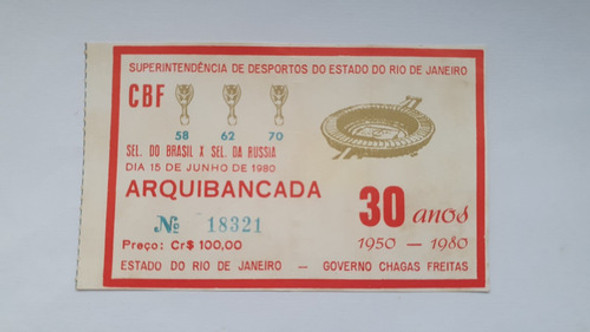 SUPERINTENDÊNCIA DE DESPORTOS DO ESTADO DO RIO DE JANEIRO
CBF
58 62 70
SEL. DO BRASIL X SEL. DA RUSSIA
DIA 15 DE JUNHO DE 1980
ARQUIBANCADA
Nº 18321
30 anos
Preço: Cr$ 100,00
1950 — 1980
ESTADO DO RIO DE JANEIRO — GOVERNO CHAGAS FREITAS